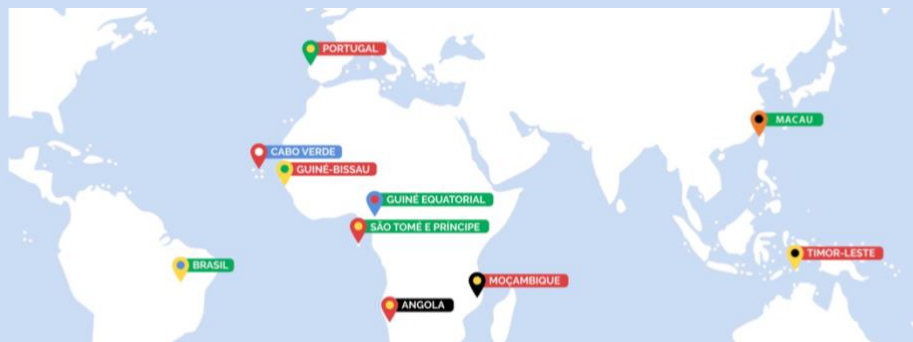 PORTUGAL
MACAU
CABO VERDE
GUINÉ-BISSAU
GUINÉ EQUATORIAL
SÃO TOMÉ E PRÍNCIPE
TIMOR-LESTE
BRASIL
MOÇAMBIQUE
ANGOLA